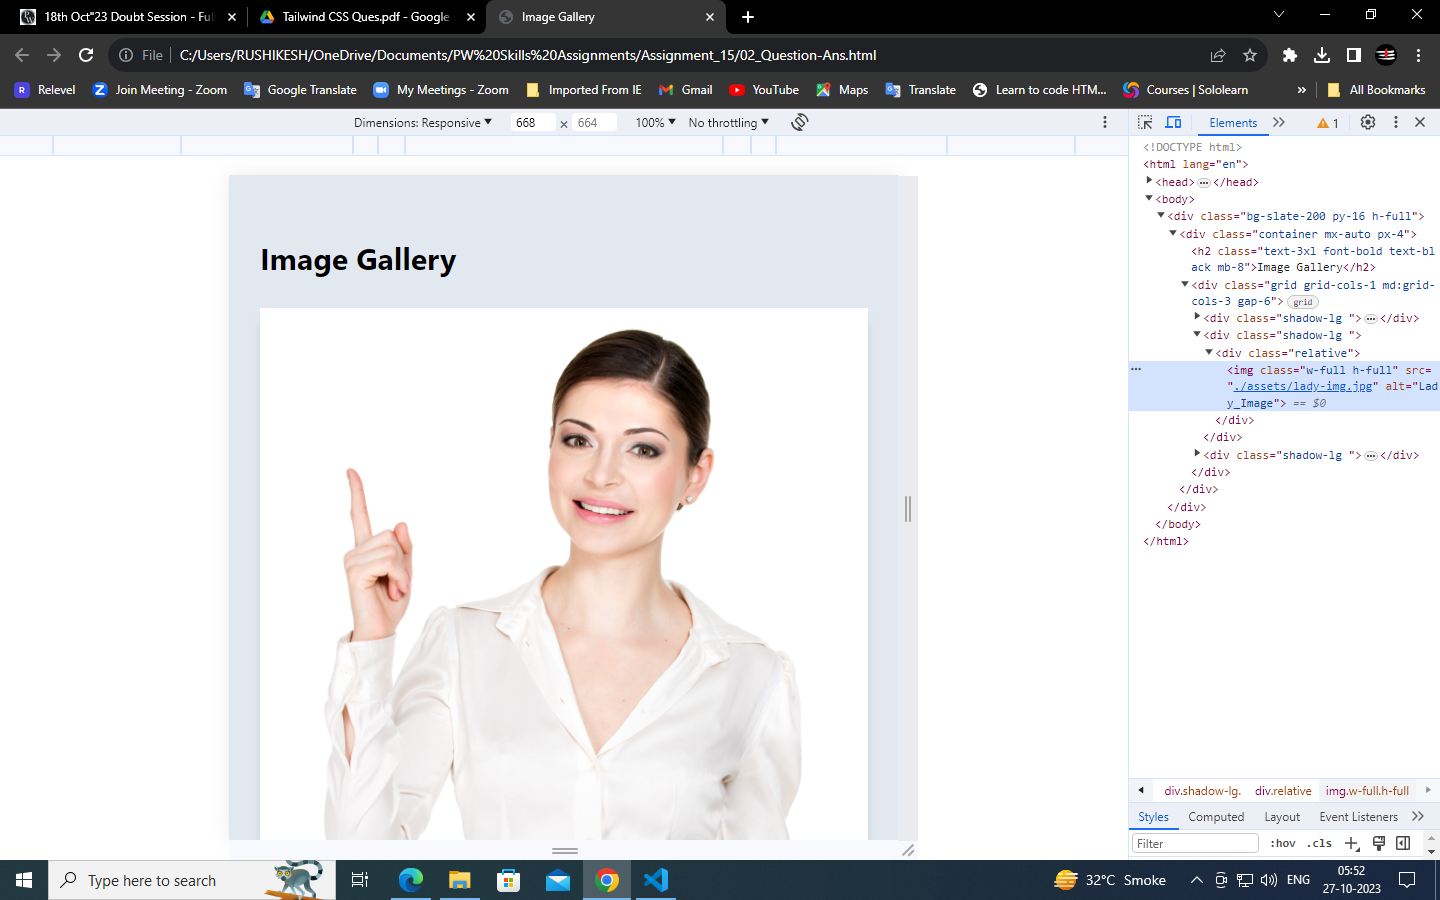 18th Oct"23 Doubt Session - Ful
Tailwind CSS Ques.pdf - Google
Image Gallery
File
C:/Users/RUSHIKESH/OneDrive/Documents/PW%20Skills%20Assignments/Assignment_15/02_Question-Ans.html
R Relevel
Z Join Meeting - Zoom
Google Translate
My Meetings - Zoom
Imported From IE
Gmail
YouTube
Maps
Translate
Learn to code HTM...
Courses | Sololearn
»
All Bookmarks
Dimensions: Responsive
668 x 664
100%
No throttling
Elements
1
<!DOCTYPE html>
<html lang="en">
<head> ••• </head>
<body>
<div class="bg-slate-200 py-16 h-full">
<div class="container mx-auto px-4">
<h2 class="text-3xl font-bold text-bl
ack mb-8">Image Gallery</h2>
<div class="grid grid-cols-1 md:grid-
cols-3 gap-6"> grid
<div class="shadow-lg "> ••• </div>
<div class="shadow-lg ">
<div class="relative">
<img class="w-full h-full" src=
"./assets/lady-img.jpg" alt="Lad
y_Image"> == $0
</div>
</div>
<div class="shadow-lg "> ••• </div>
</div>
</div>
</div>
</body>
</html>
Image Gallery
div.shadow-lg.
div.relative
img.w-full.h-full
Styles
Computed
Layout
Event Listeners
Filter
:hov
.cls
Type here to search
32°C Smoke
ENG
05:52
27-10-2023